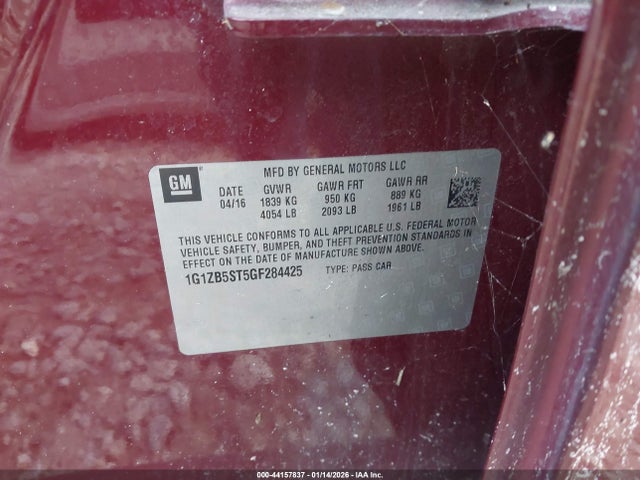 GM
MFD BY GENERAL MOTORS LLC
DATE GVWR GAWR FRT GAWR RR
04/16 1839 KG 950 KG 889 KG
4054 LB 2093 LB 1961 LB
THIS VEHICLE CONFORMS TO ALL APPLICABLE U.S. FEDERAL MOTOR
VEHICLE SAFETY, BUMPER, AND THEFT PREVENTION STANDARDS IN
EFFECT ON THE DATE OF MANUFACTURE SHOWN ABOVE.
1G1ZB5ST5GF284425 TYPE: PASS CAR
000-44157837 - 01/14/2026 - IAAI.COM